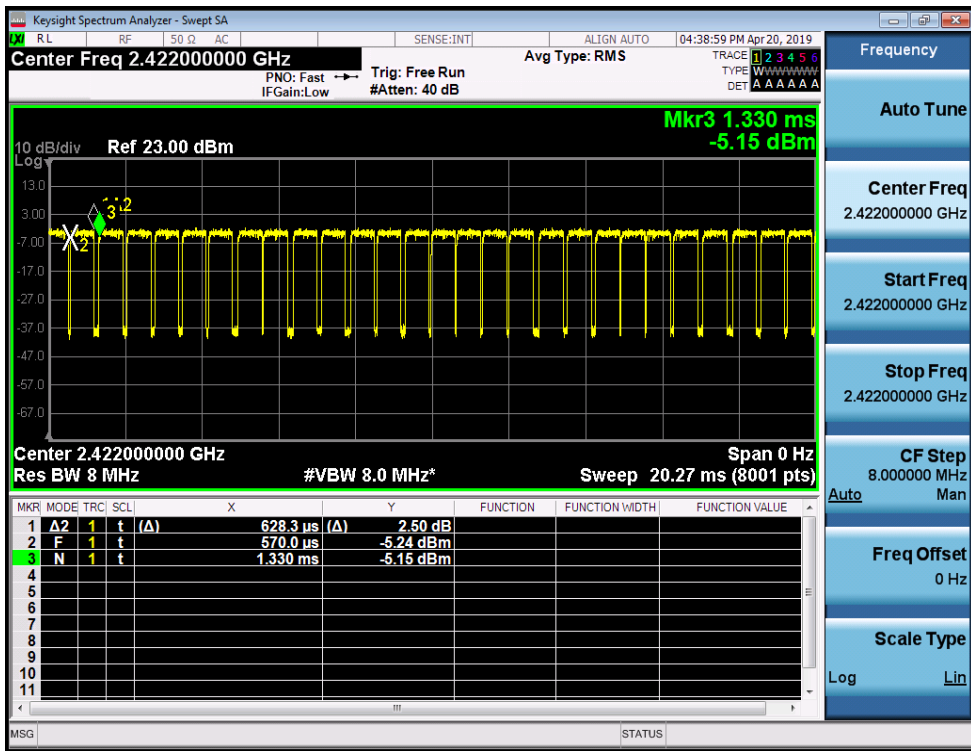 Keysight Spectrum Analyzer - Swept SA
LXI RL RF 50 Ω AC SENSE:INT ALIGN AUTO 04:38:59 PM Apr 20, 2019
Center Freq 2.422000000 GHz
PNO: Fast
IFGain:Low
Trig: Free Run
#Atten: 40 dB
Avg Type: RMS
TRACE 1 2 3 4 5 6
TYPE WWWWWW
DET A A A A A A
Mkr3 1.330 ms
-5.15 dBm
10 dB/div Ref 23.00 dBm
Log
13.0
3.00
-7.00
-17.0
-27.0
-37.0
-47.0
-57.0
-67.0
3
2
Center 2.422000000 GHz Span 0 Hz
Res BW 8 MHz #VBW 8.0 MHz* Sweep 20.27 ms (8001 pts)
MKR MODE TRC SCL X Y FUNCTION FUNCTION WIDTH FUNCTION VALUE
1 Δ2 1 t (Δ) 628.3 µs (Δ) 2.50 dB
2 F 1 t 570.0 µs -5.24 dBm
3 N 1 t 1.330 ms -5.15 dBm
4
5
6
7
8
9
10
11
MSG STATUS
Frequency
Auto Tune
Center Freq
2.422000000 GHz
Start Freq
2.422000000 GHz
Stop Freq
2.422000000 GHz
CF Step
8.000000 MHz
Auto Man
Freq Offset
0 Hz
Scale Type
Log Lin